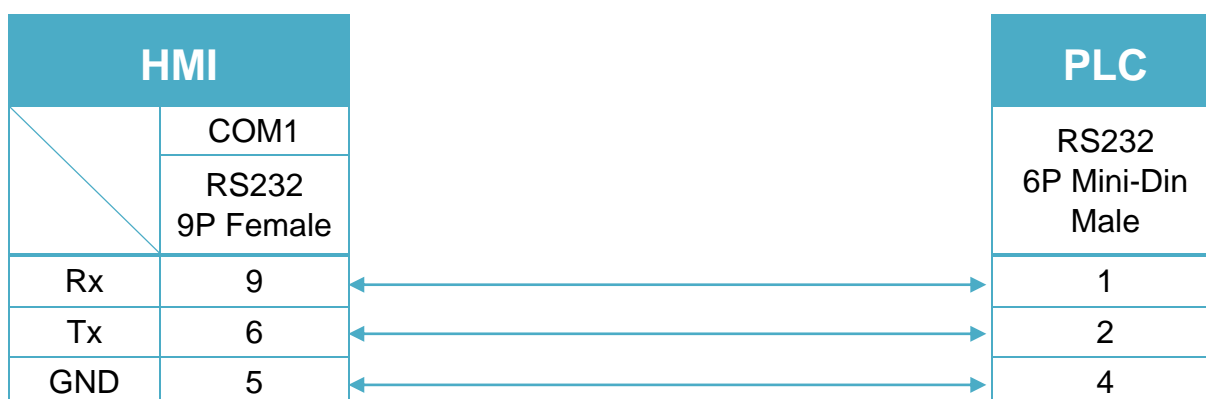 HMI PLC
COM1
RS232
9P Female
RS232
6P Mini-Din
Male
Rx 9 1
Tx 6 2
GND 5 4